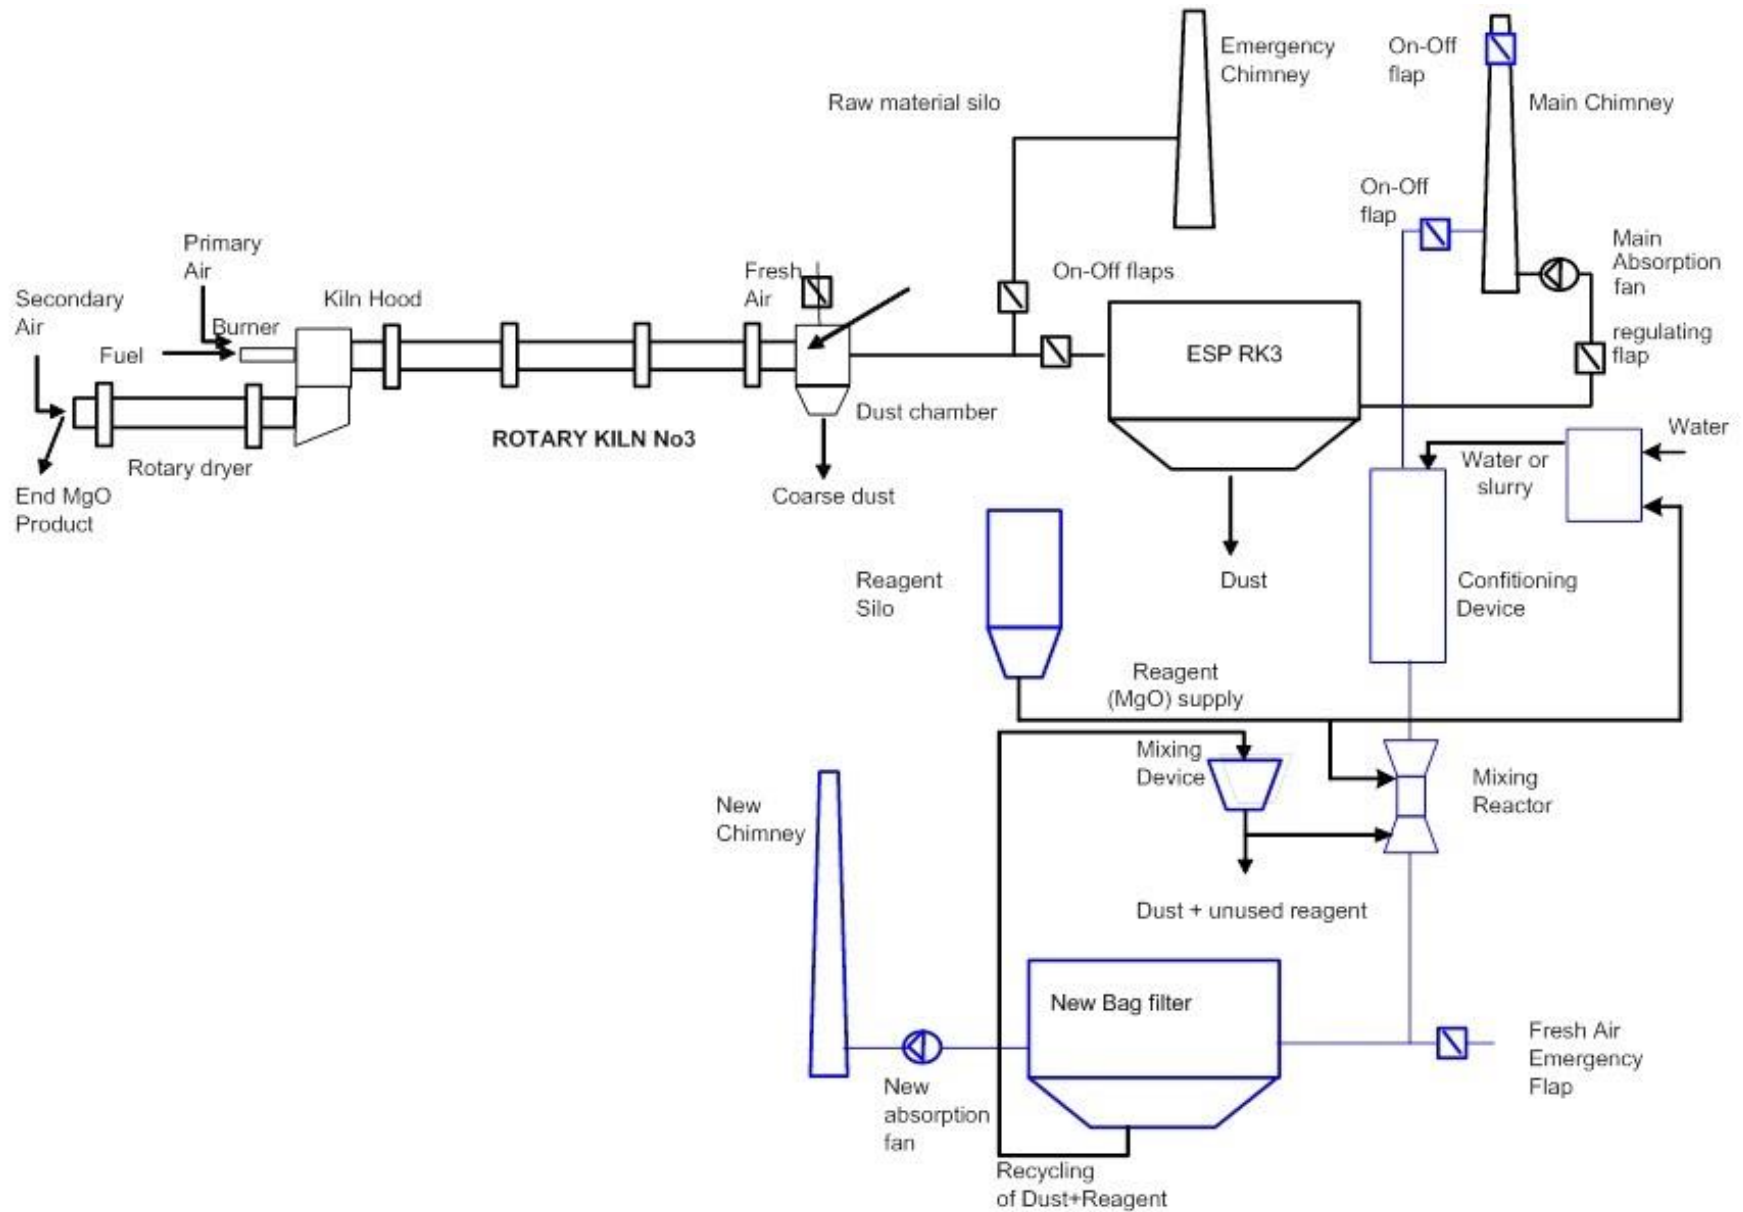 Emergency
Chimney
On-Off
flap
Raw material silo
Main Chimney
On-Off
flap
Primary
Air
Main
Absorption
fan
Secondary
Air
Kiln Hood
Fresh
Air
On-Off flaps
Burner
Fuel
ESP RK3
regulating
flap
Dust chamber
ROTARY KILN No3
Water
Rotary dryer
Water or
slurry
End MgO
Product
Coarse dust
Reagent
Silo
Dust
Confitioning
Device
Reagent
(MgO) supply
Mixing
Device
Mixing
Reactor
New
Chimney
Dust + unused reagent
New Bag filter
Fresh Air
Emergency
Flap
New
absorption
fan
Recycling
of Dust+Reagent